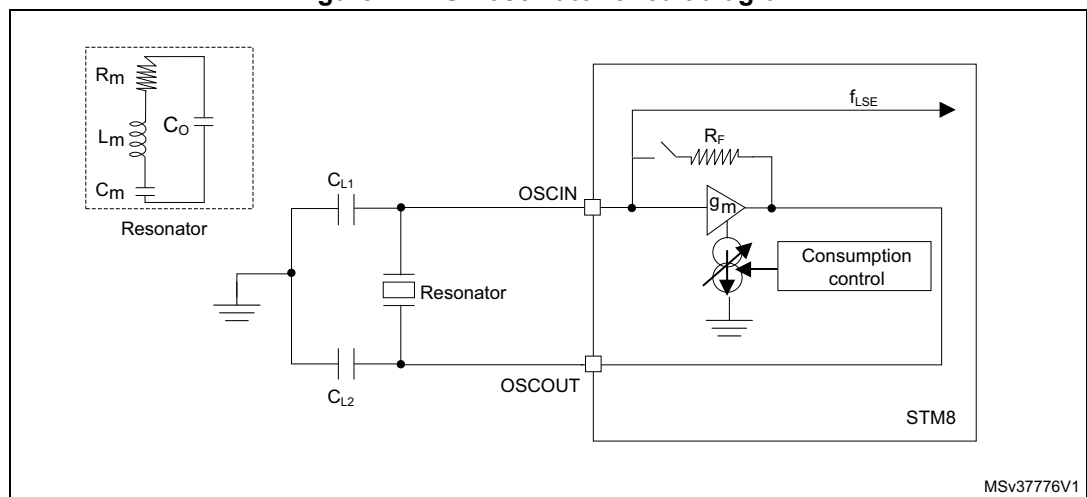 Rm
Lm
CO
Cm
Resonator
CL1
Resonator
CL2
OSCIN
OSCOUT
fLSE
RF
gm
Consumption
control
STM8
MSv37776V1